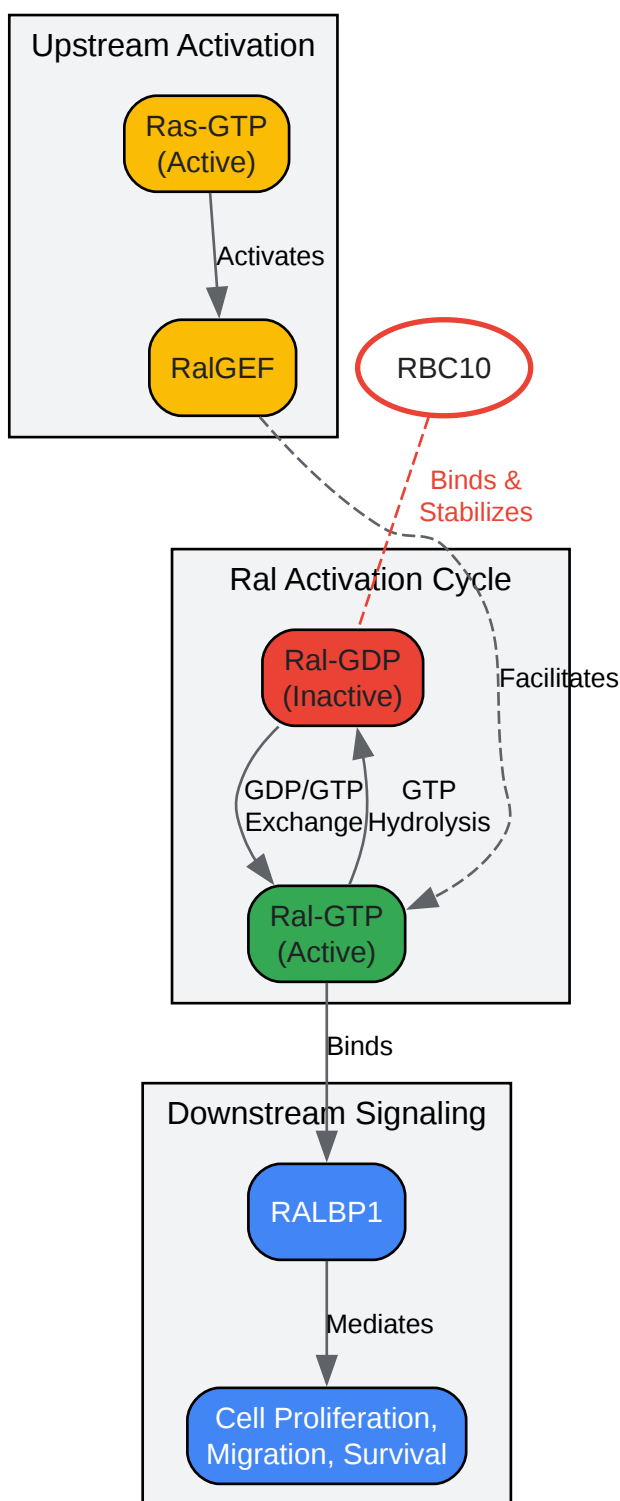 Upstream Activation
Ras-GTP
(Active)
Activates
RalGEF
RBC10
Binds &
Stabilizes
Ral Activation Cycle
Ral-GDP
(Inactive)
Facilitates
GDP/GTP
Exchange
GTP
Hydrolysis
Ral-GTP
(Active)
Binds
Downstream Signaling
RALBP1
Mediates
Cell Proliferation,
Migration, Survival